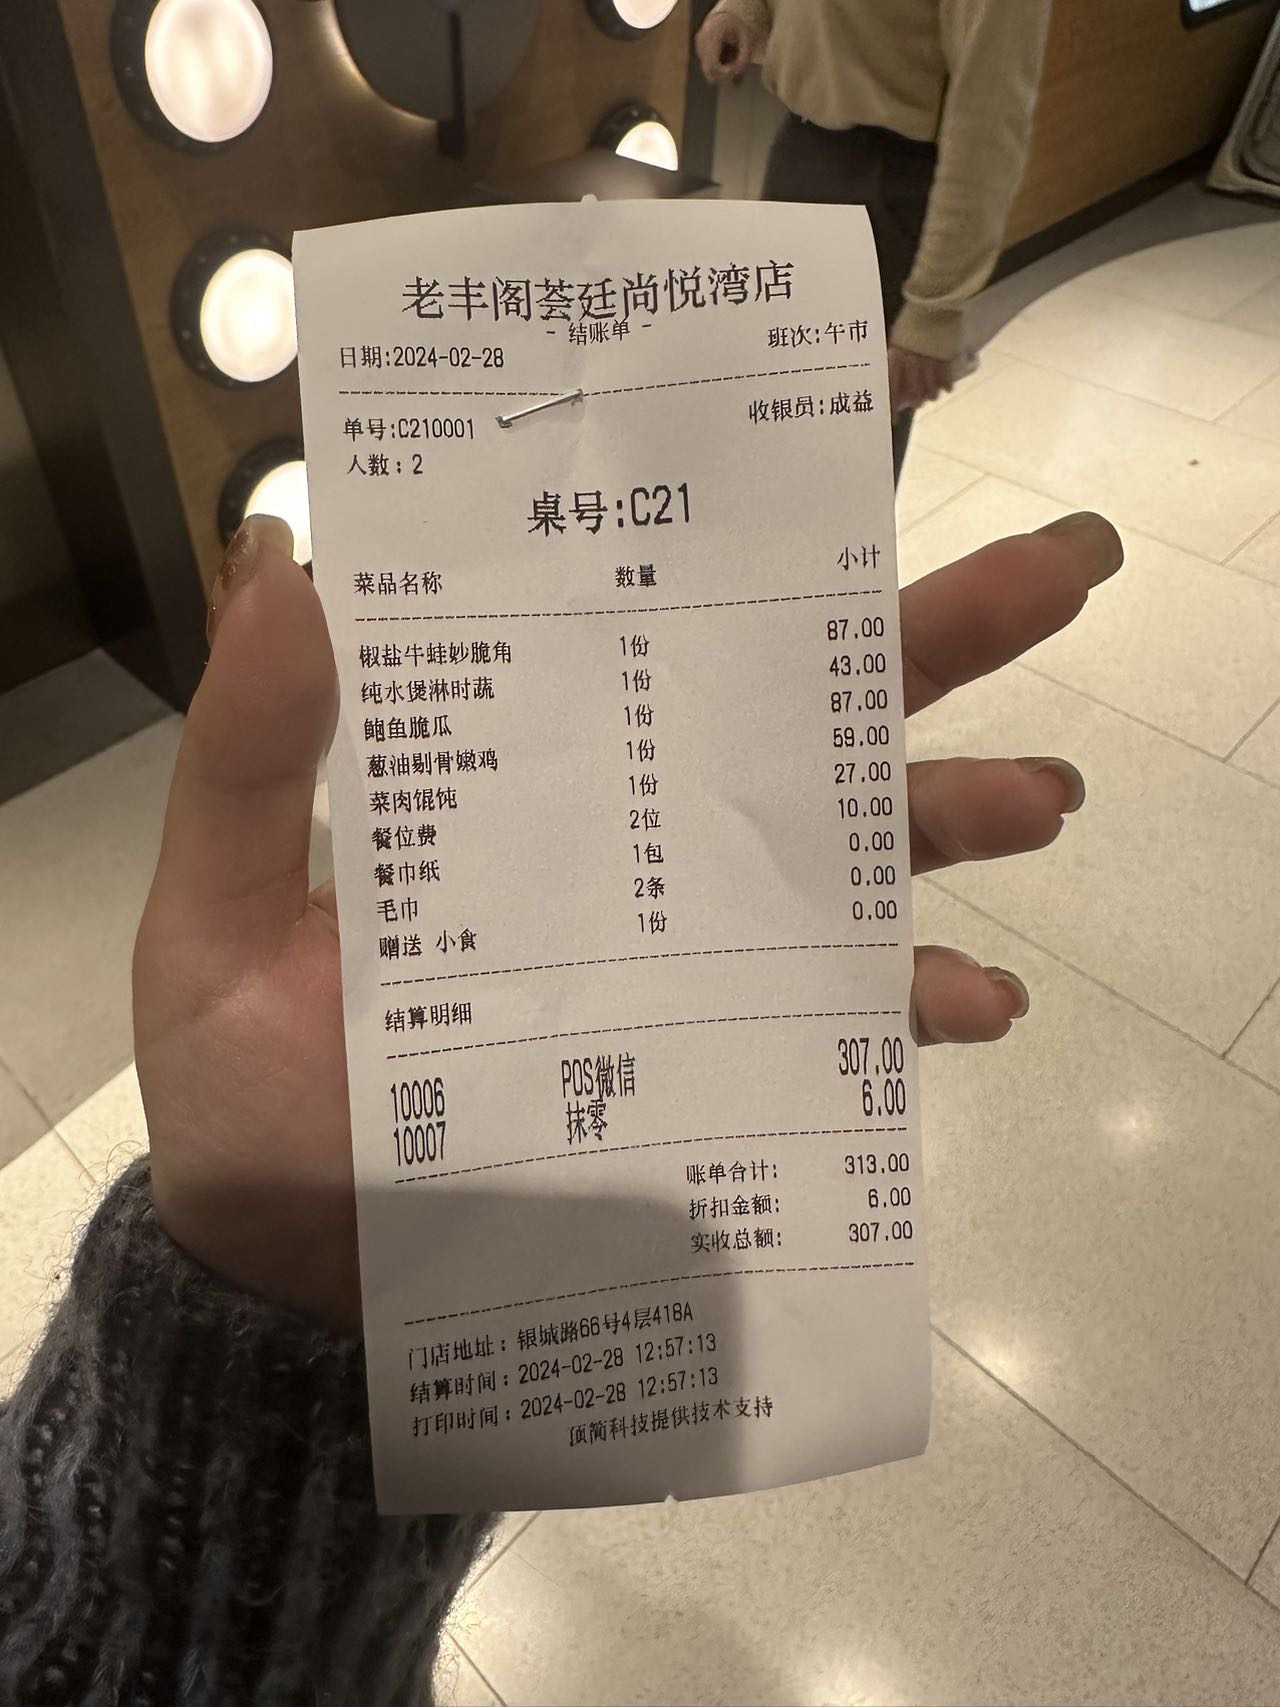 老丰阁荟廷尚悦湾店
- 结账单 -
日期:2024-02-28 班次:午市
单号:C210001 收银员:成益
人数:2
桌号:C21
菜品名称 数量 小计
椒盐牛蛙妙脆角 1份 87.00
纯水煲淋时蔬 1份 43.00
鲍鱼脆瓜 1份 87.00
葱油剔骨嫩鸡 1份 59.00
菜肉馄饨 1份 27.00
餐位费 2位 10.00
餐巾纸 1包 0.00
毛巾 2条 0.00
赠送 小食 1份 0.00
结算明细
10006 POS微信 307.00
10007 抹零 6.00
账单合计: 313.00
折扣金额: 6.00
实收总额: 307.00
门店地址:银城路66号4层418A
结算时间:2024-02-28 12:57:13
打印时间:2024-02-28 12:57:13
顶简科技提供技术支持